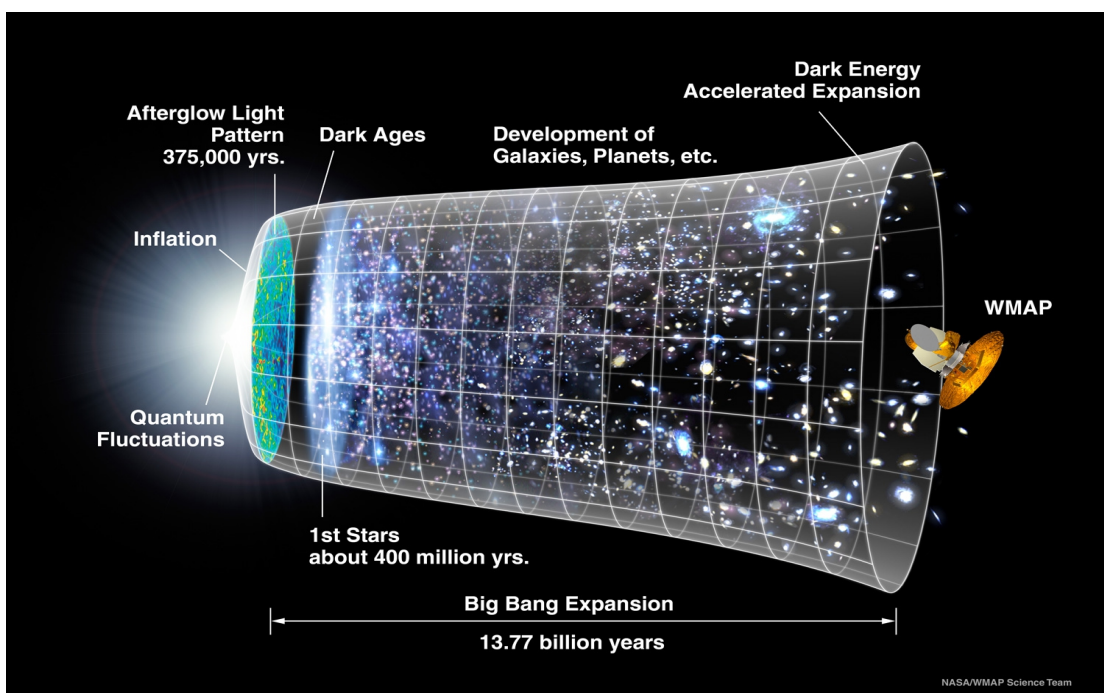 Dark Energy
Accelerated Expansion
Afterglow Light
Pattern
375,000 yrs.
Dark Ages
Development of
Galaxies, Planets, etc.
Inflation
WMAP
Quantum
Fluctuations
1st Stars
about 400 million yrs.
Big Bang Expansion
13.77 billion years
NASA/WMAP Science Team